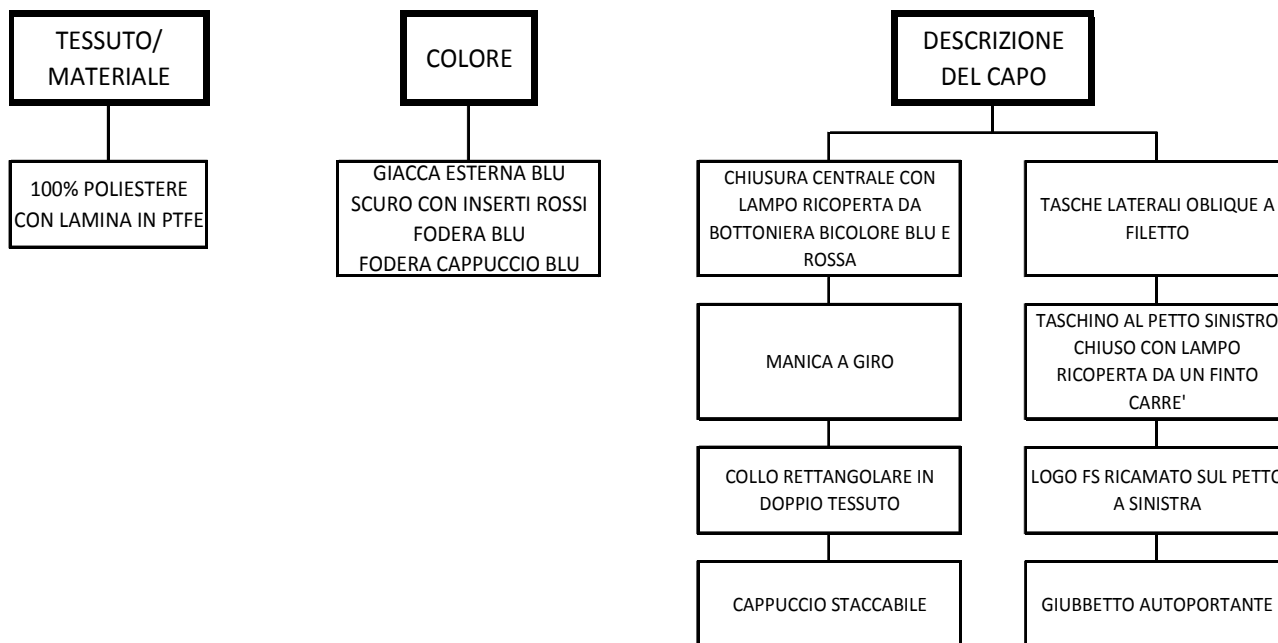 TESSUTO/
MATERIALE
100% POLIESTERE
CON LAMINA IN PTFE
COLORE
GIACCA ESTERNA BLU
SCURO CON INSERTI ROSSI
FODERA BLU
FODERA CAPPUCCIO BLU
DESCRIZIONE
DEL CAPO
CHIUSURA CENTRALE CON
LAMPO RICOPERTA DA
BOTTONIERA BICOLORE BLU E
ROSSA
MANICA A GIRO
COLLO RETTANGOLARE IN
DOPPIO TESSUTO
CAPPUCCIO STACCABILE
TASCHE LATERALI OBLIQUE A
FILETTO
TASCHINO AL PETTO SINISTRO
CHIUSO CON LAMPO
RICOPERTA DA UN FINTO
CARRE'
LOGO FS RICAMATO SUL PETTO
A SINISTRA
GIUBBETTO AUTOPORTANTE